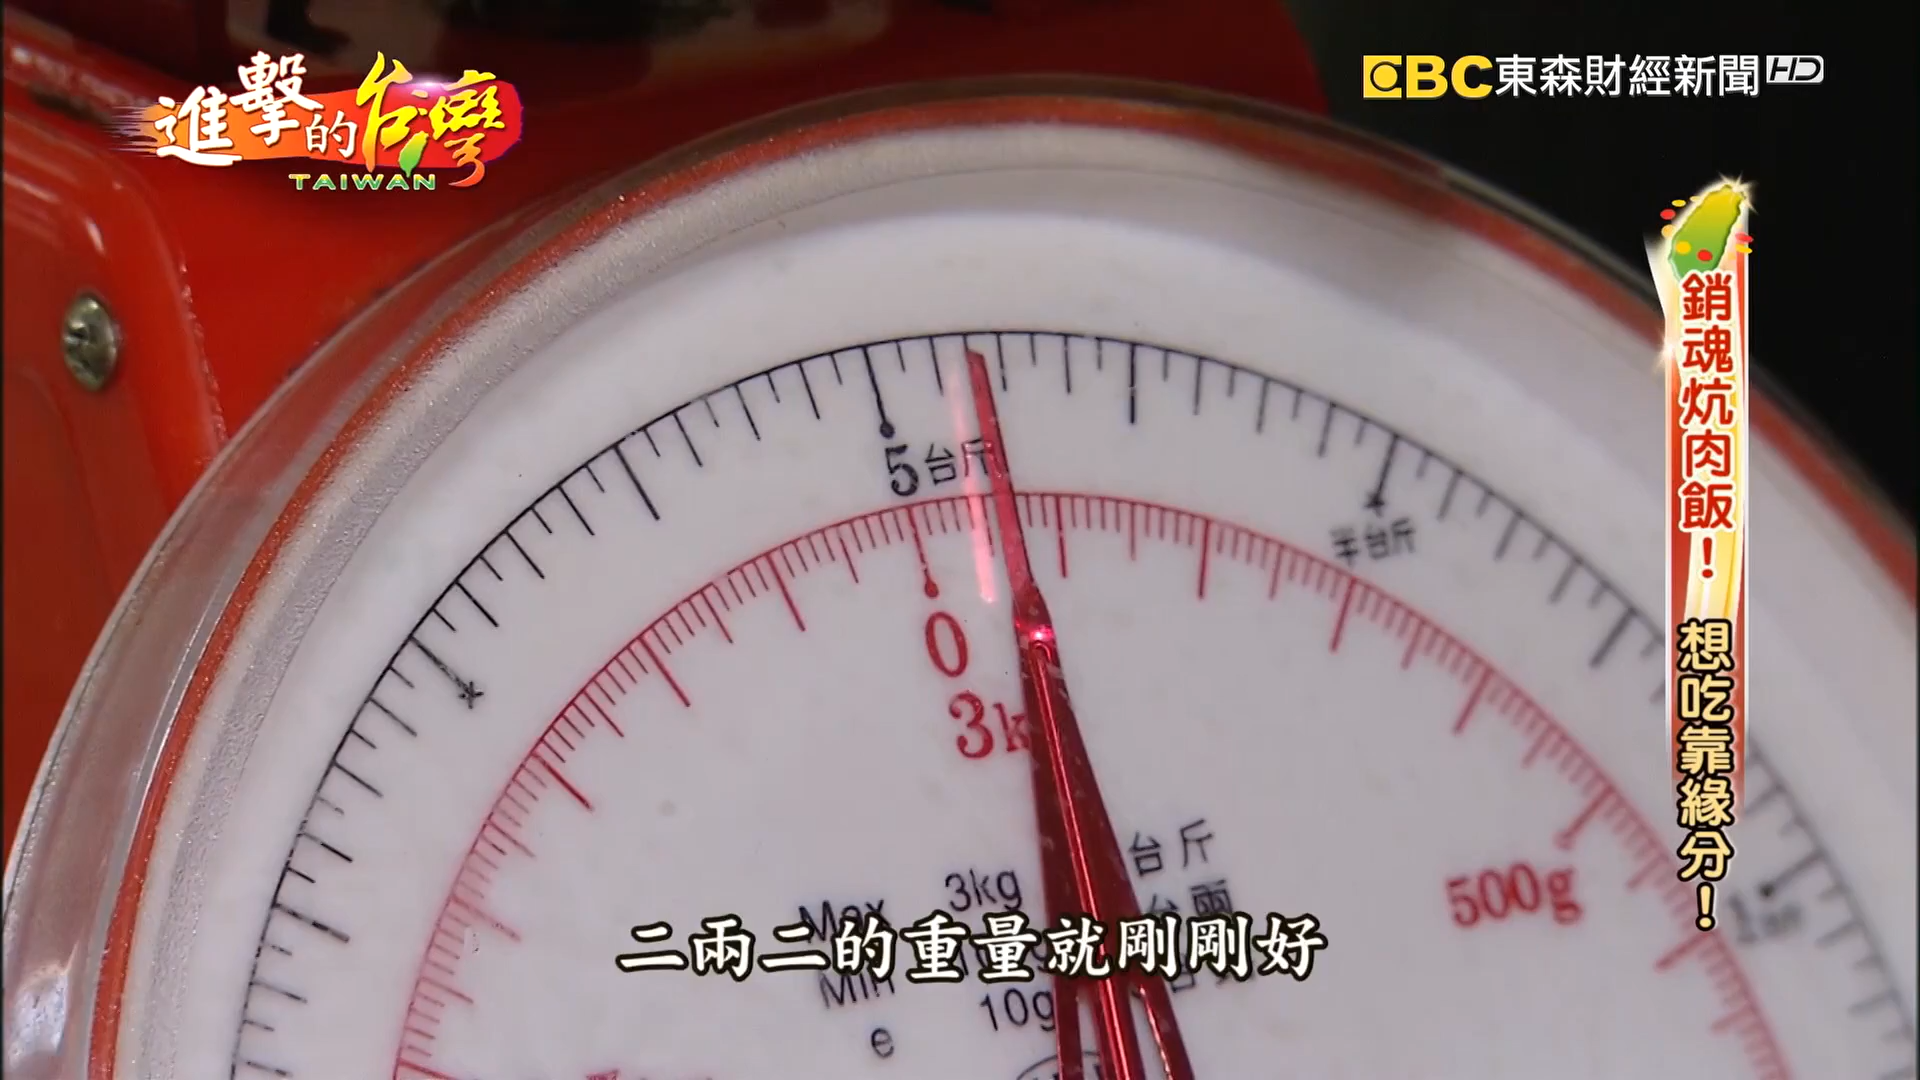 進擊的台灣
TAIWAN
EBC東森財經新聞HD
銷魂炕肉飯！
想吃靠緣分！
5台斤
半台斤
0
3k
500g
台斤
Max 3kg
台兩
Min 10g
e
二兩二的重量就剛剛好